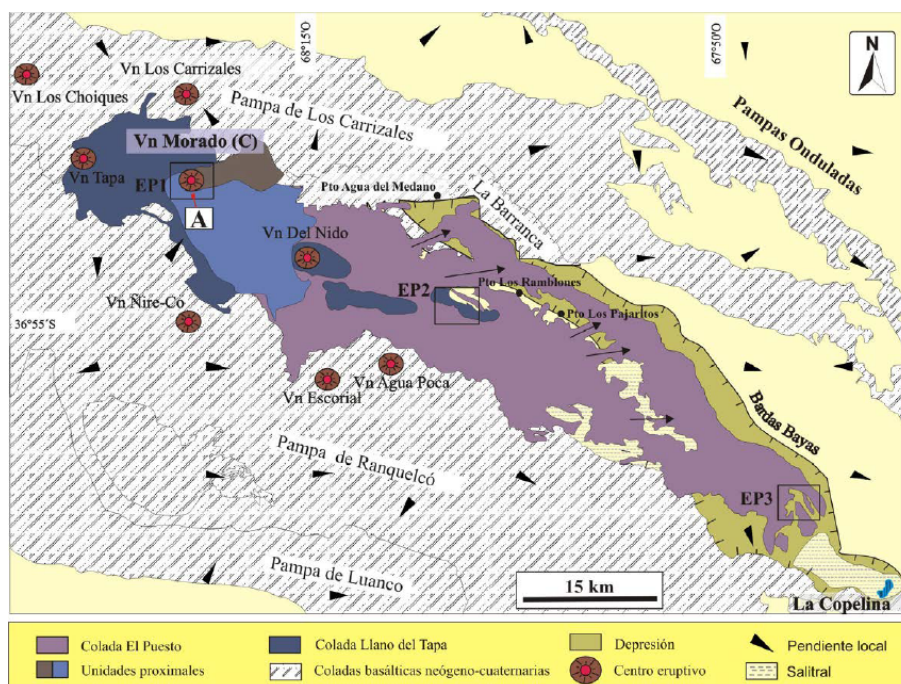 68°15'O
67°50'O
N
Vn Los Carrizales
Vn Los Choiques
Pampa de Los Carrizales
Pampas Onduladas
Vn Morado (C)
Vn Tapa
EP1
Pto Agua del Medano
La Barranca
A
Vn Del Nido
EP2
Pto Los Ramblones
Vn Ñire-Co
Pto Los Pajaritos
36°55´S
Vn Agua Poca
Vn Escorial
Bardas Bayas
Pampa de Ranquelcó
EP3
Pampa de Luanco
15 km
La Copelina
Colada El Puesto
Colada Llano del Tapa
Depresión
Pendiente local
Unidades proximales
Coladas basálticas neógeno-cuaternarias
Centro eruptivo
Salitral